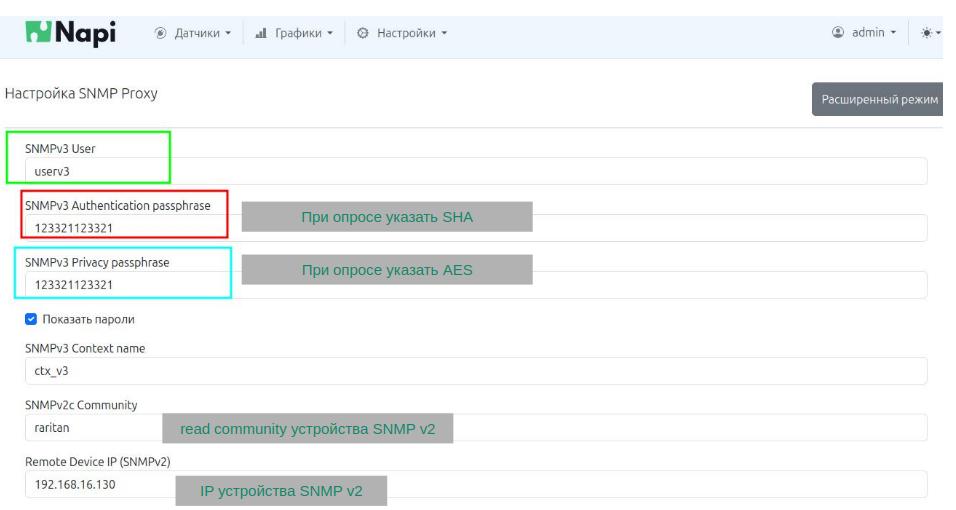 Napi Датчики Графики Настройки admin
Настройка SNMP Proxy
Расширенный режим
SNMPv3 User
userv3
SNMPv3 Authentication passphrase
123321123321
При опросе указать SHA
SNMPv3 Privacy passphrase
123321123321
При опросе указать AES
Показать пароли
SNMPv3 Context name
ctx_v3
SNMPv2c Community
raritan
read community устройства SNMP v2
Remote Device IP (SNMPv2)
192.168.16.130
IP устройства SNMP v2